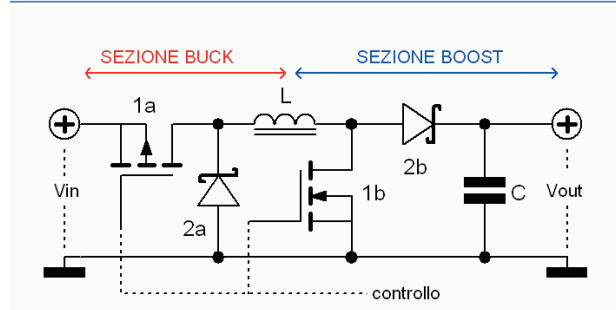 SEZIONE BUCK
SEZIONE BOOST
1a
L
2b
Vin
2a
1b
C
Vout
controllo